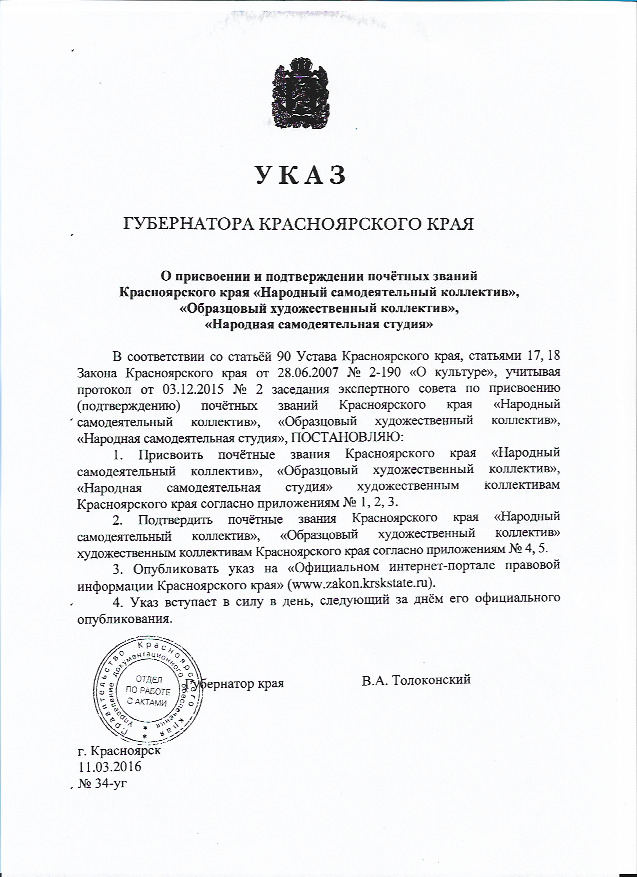 УКАЗ
ГУБЕРНАТОРА КРАСНОЯРСКОГО КРАЯ
О присвоении и подтверждении почётных званий
Красноярского края «Народный самодеятельный коллектив»,
«Образцовый художественный коллектив»,
«Народная самодеятельная студия»
В соответствии со статьёй 90 Устава Красноярского края, статьями 17, 18
Закона Красноярского края от 28.06.2007 № 2-190 «О культуре», учитывая
протокол от 03.12.2015 № 2 заседания экспертного совета по присвоению
(подтверждению) почётных званий Красноярского края «Народный
самодеятельный коллектив», «Образцовый художественный коллектив»,
«Народная самодеятельная студия», ПОСТАНОВЛЯЮ:
1. Присвоить почётные звания Красноярского края «Народный
самодеятельный коллектив», «Образцовый художественный коллектив»,
«Народная самодеятельная студия» художественным коллективам
Красноярского края согласно приложениям № 1, 2, 3.
2. Подтвердить почётные звания Красноярского края «Народный
самодеятельный коллектив», «Образцовый художественный коллектив»
художественным коллективам Красноярского края согласно приложениям № 4, 5.
3. Опубликовать указ на «Официальном интернет-портале правовой
информации Красноярского края» (www.zakon.krskstate.ru).
4. Указ вступает в силу в день, следующий за днём его официального
опубликования.
Правительство Красноярского края
Управление документационного обеспечения
ОТДЕЛ
ПО РАБОТЕ
С АКТАМИ
Губернатор края В.А. Толоконский
г. Красноярск
11.03.2016
№ 34-уг